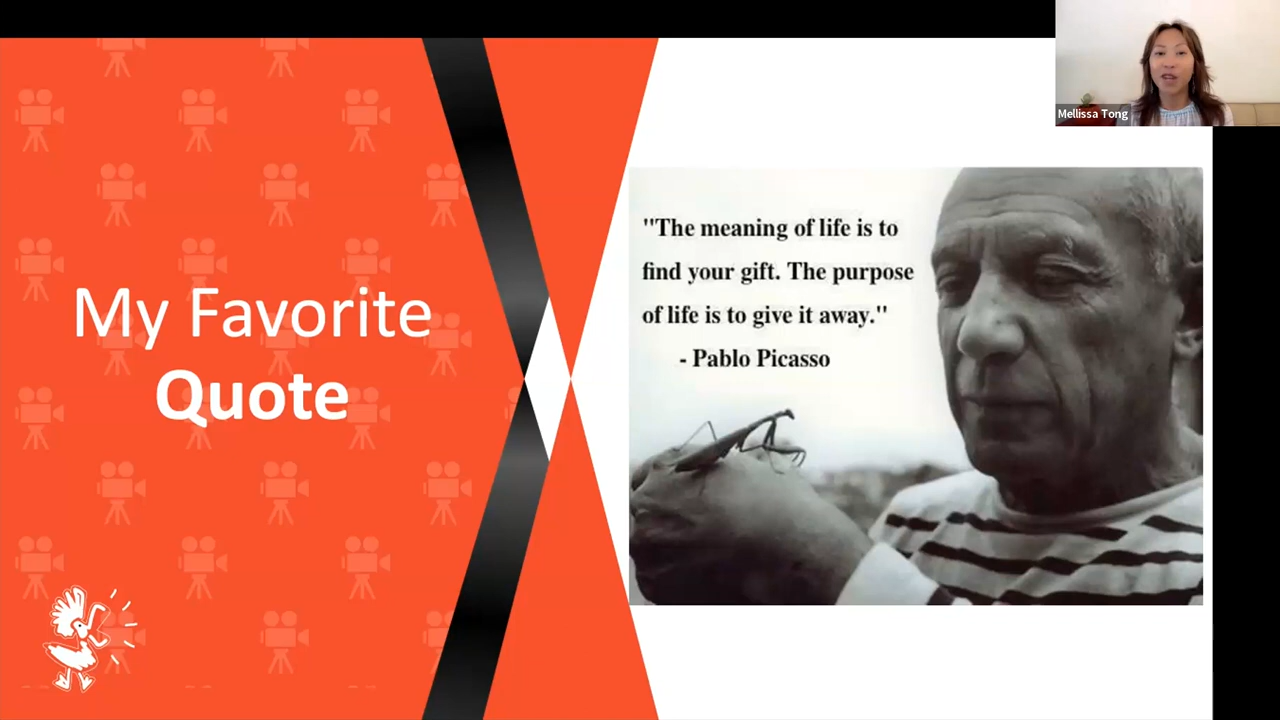 Mellissa Tong
My Favorite
Quote
"The meaning of life is to
find your gift. The purpose
of life is to give it away."
- Pablo Picasso